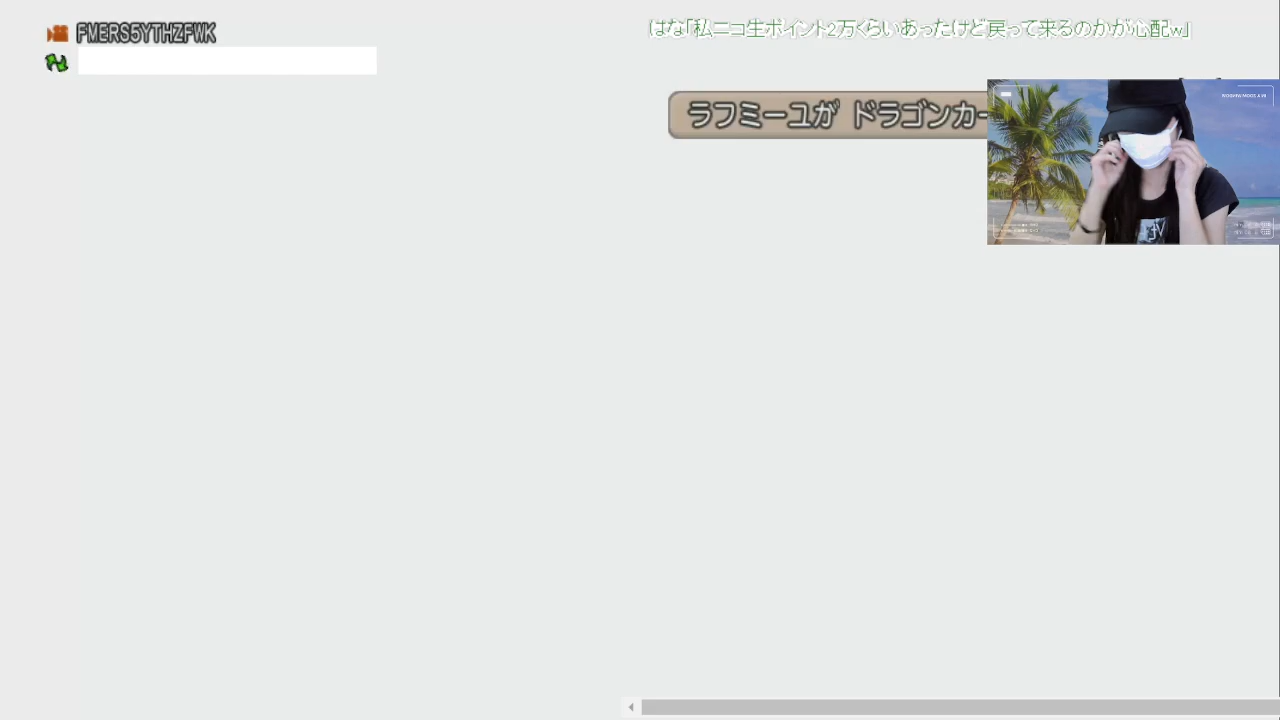 FMERS5YTHZFWK
はな「私ニコ生ポイント2万くらいあったけど戻って来るのかが心配w」
ラフミーユが ドラゴンカー